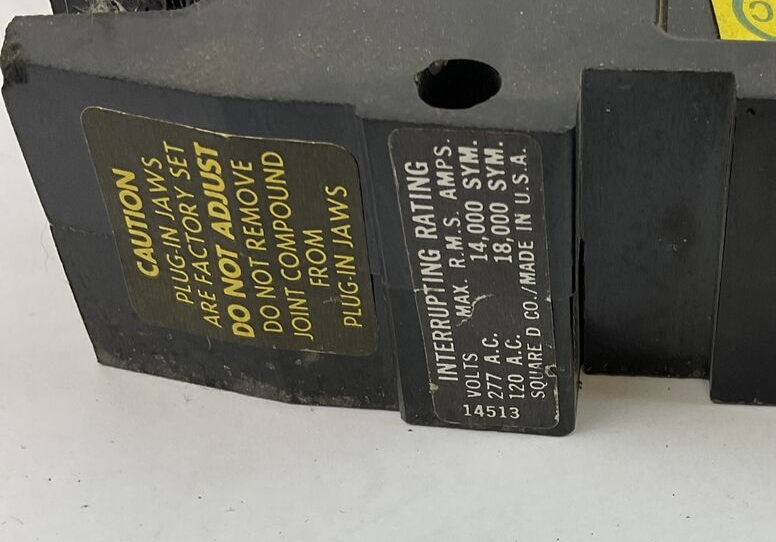 CAUTION
PLUG-IN JAWS
ARE FACTORY SET
DO NOT ADJUST
DO NOT REMOVE
JOINT COMPOUND
FROM
PLUG-IN JAWS
INTERRUPTING RATING
VOLTS MAX. R.M.S. AMPS.
277 A.C. 14,000 SYM.
120 A.C. 18,000 SYM.
SQUARE D CO./MADE IN U.S.A.
14513